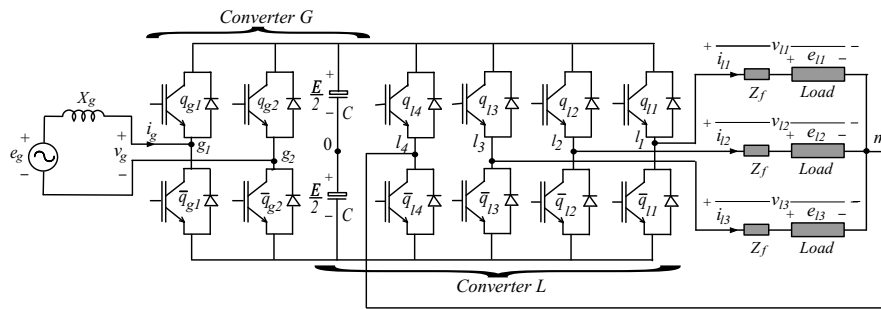 Converter G
+ v_l1 −
i_l1 + e_l1 −
Z_f Load
X_g
q_g1 q_g2 + E/2 − C
q_l4 q_l3 q_l2 q_l1
+ v_l2 −
i_l2 + e_l2 −
Z_f Load
n
i_g g_1
+ e_g − + v_g −
g_2 0
l_4 l_3 l_2 l_1
q̅_g1 q̅_g2 + E/2 − C
q̅_l4 q̅_l3 q̅_l2 q̅_l1
+ v_l3 −
i_l3 + e_l3 −
Z_f Load
Converter L